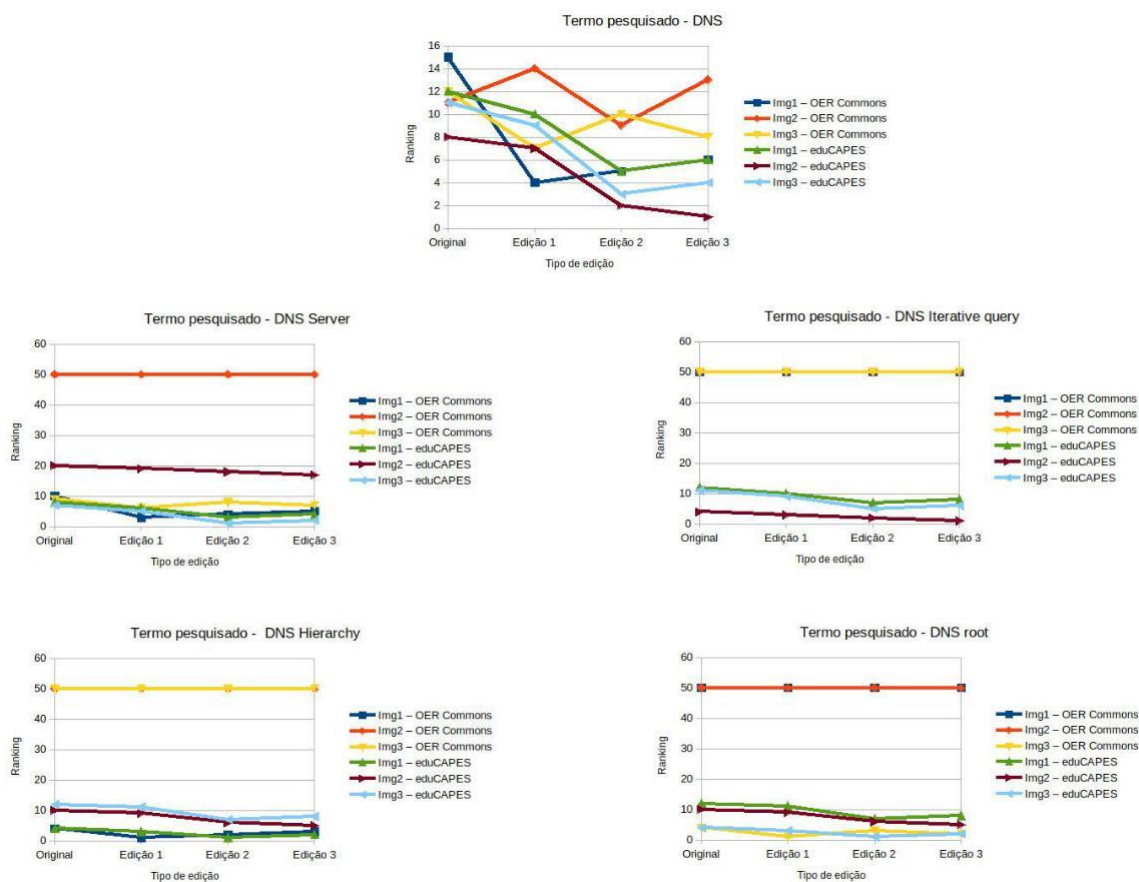 Termo pesquisado - DNS
16
14
12
10
8
6
4
2
0
Ranking
Original Edição 1 Edição 2 Edição 3
Tipo de edição
Img1 – OER Commons
Img2 – OER Commons
Img3 – OER Commons
Img1 – eduCAPES
Img2 – eduCAPES
Img3 – eduCAPES
Termo pesquisado - DNS Server
60
50
40
30
20
10
0
Ranking
Original Edição 1 Edição 2 Edição 3
Tipo de edição
Img1 – OER Commons
Img2 – OER Commons
Img3 – OER Commons
Img1 – eduCAPES
Img2 – eduCAPES
Img3 – eduCAPES
Termo pesquisado - DNS Iterative query
60
50
40
30
20
10
0
Ranking
Original Edição 1 Edição 2 Edição 3
Tipo de edição
Img1 – OER Commons
Img2 – OER Commons
Img3 – OER Commons
Img1 – eduCAPES
Img2 – eduCAPES
Img3 – eduCAPES
Termo pesquisado - DNS Hierarchy
60
50
40
30
20
10
0
Ranking
Original Edição 1 Edição 2 Edição 3
Tipo de edição
Img1 – OER Commons
Img2 – OER Commons
Img3 – OER Commons
Img1 – eduCAPES
Img2 – eduCAPES
Img3 – eduCAPES
Termo pesquisado - DNS root
60
50
40
30
20
10
0
Ranking
Original Edição 1 Edição 2 Edição 3
Tipo de edição
Img1 – OER Commons
Img2 – OER Commons
Img3 – OER Commons
Img1 – eduCAPES
Img2 – eduCAPES
Img3 – eduCAPES